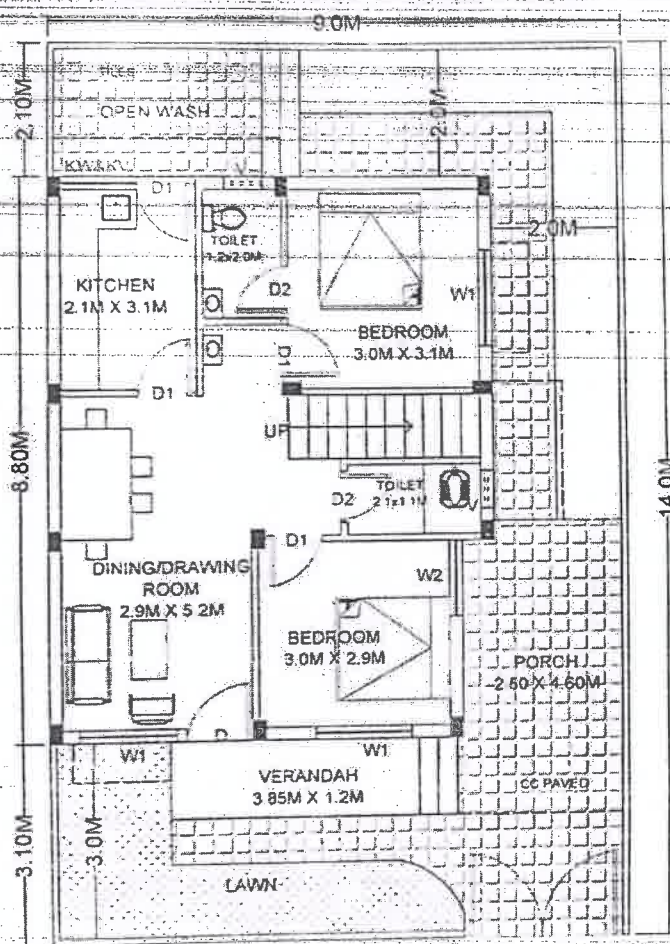 9.0M
2.10M
OPEN WASH
2.0M
D1
V
TOILET
1.2x2.0M
2.0M
KITCHEN
2.1M X 3.1M
D2
W1
BEDROOM
3.0M X 3.1M
D1
D1
8.80M
UP
14.0M
TOILET
2.1x1.1M
D2
V
D1
DINING/DRAWING
ROOM
2.9M X 5.2M
W2
BEDROOM
3.0M X 2.9M
PORCH
2.50 X 4.60M
D
W1
W1
VERANDAH
3.85M X 1.2M
CC PAVED
3.10M
3.0M
LAWN